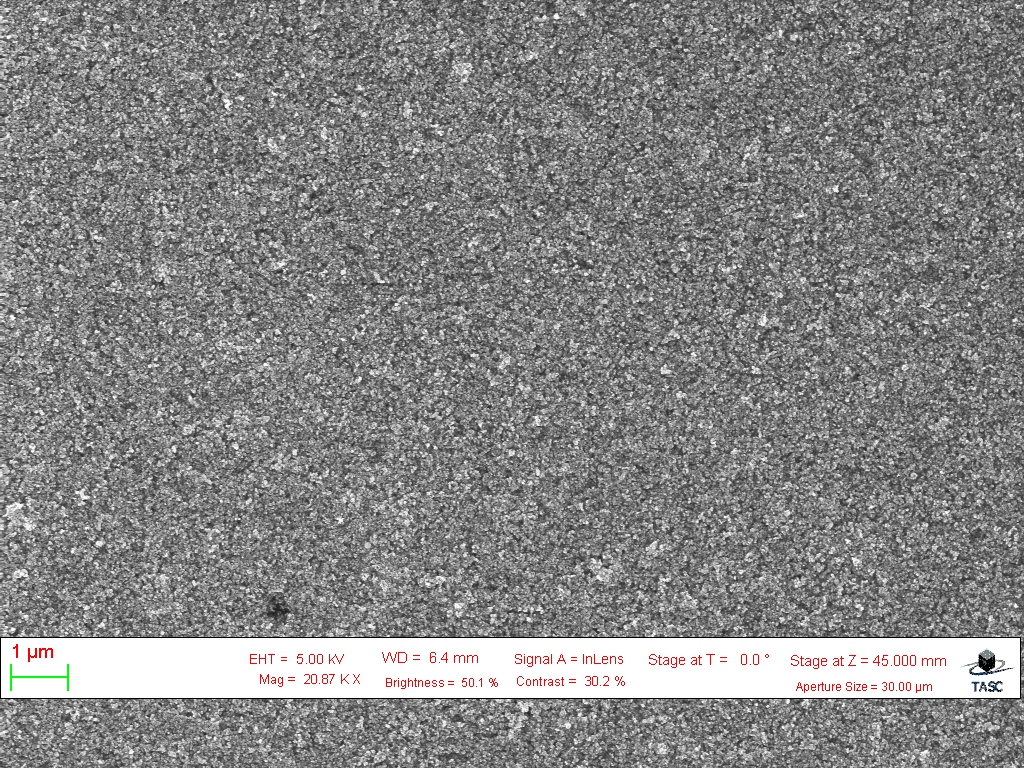 1 µm
EHT = 5.00 kV WD = 6.4 mm Signal A = InLens Stage at T = 0.0 ° Stage at Z = 45.000 mm
Mag = 20.87 K X Brightness = 50.1 % Contrast = 30.2 % Aperture Size = 30.00 µm
TASC